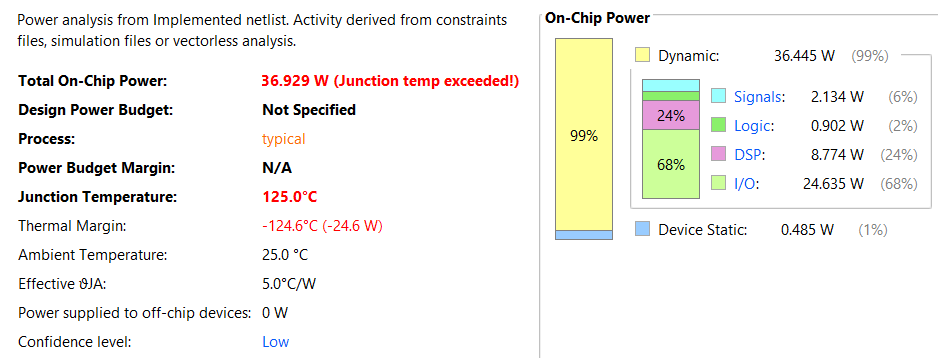 Power analysis from Implemented netlist. Activity derived from constraints
files, simulation files or vectorless analysis.
Total On-Chip Power: 36.929 W (Junction temp exceeded!)
Design Power Budget: Not Specified
Process: typical
Power Budget Margin: N/A
Junction Temperature: 125.0°C
Thermal Margin: -124.6°C (-24.6 W)
Ambient Temperature: 25.0 °C
Effective ϑJA: 5.0°C/W
Power supplied to off-chip devices: 0 W
Confidence level: Low
On-Chip Power
99%
Dynamic: 36.445 W (99%)
24%
68%
Signals: 2.134 W (6%)
Logic: 0.902 W (2%)
DSP: 8.774 W (24%)
I/O: 24.635 W (68%)
Device Static: 0.485 W (1%)